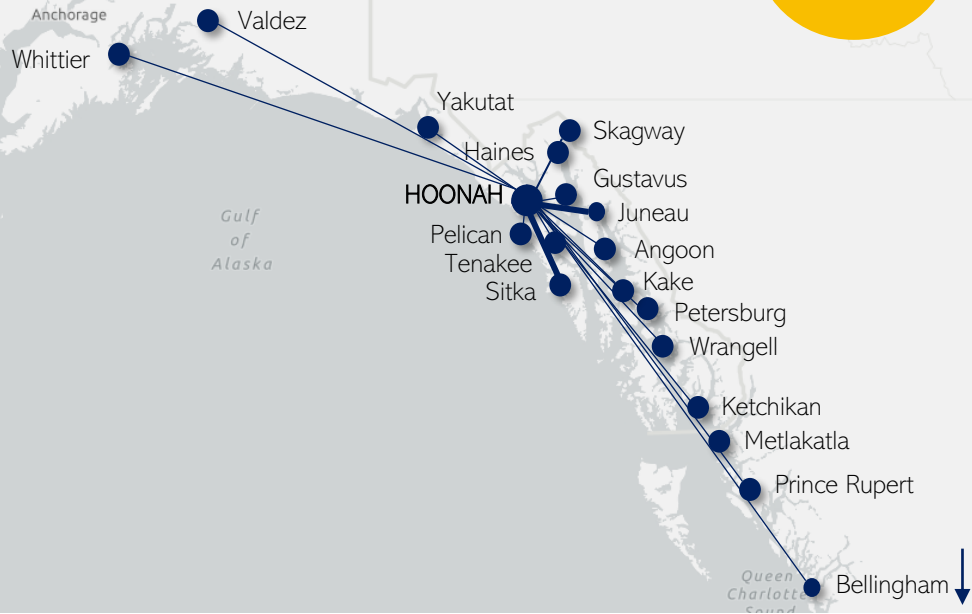 Anchorage
Valdez
Whittier
Yakutat
Skagway
Haines
Gustavus
HOONAH
Juneau
Gulf
of
Alaska
Pelican
Angoon
Tenakee
Kake
Sitka
Petersburg
Wrangell
Ketchikan
Metlakatla
Prince Rupert
Queen
Charlotte
Sound
Bellingham